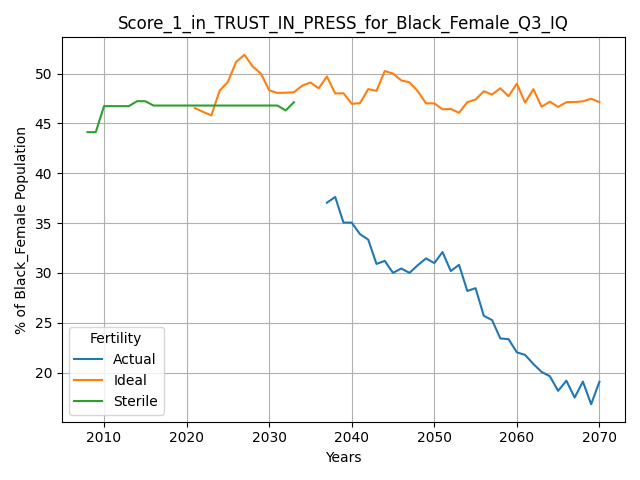 Score_1_in_TRUST_IN_PRESS_for_Black_Female_Q3_IQ
% of Black_Female Population
50
45
40
35
30
25
20
Fertility
Actual
Ideal
Sterile
2010 2020 2030 2040 2050 2060 2070
Years